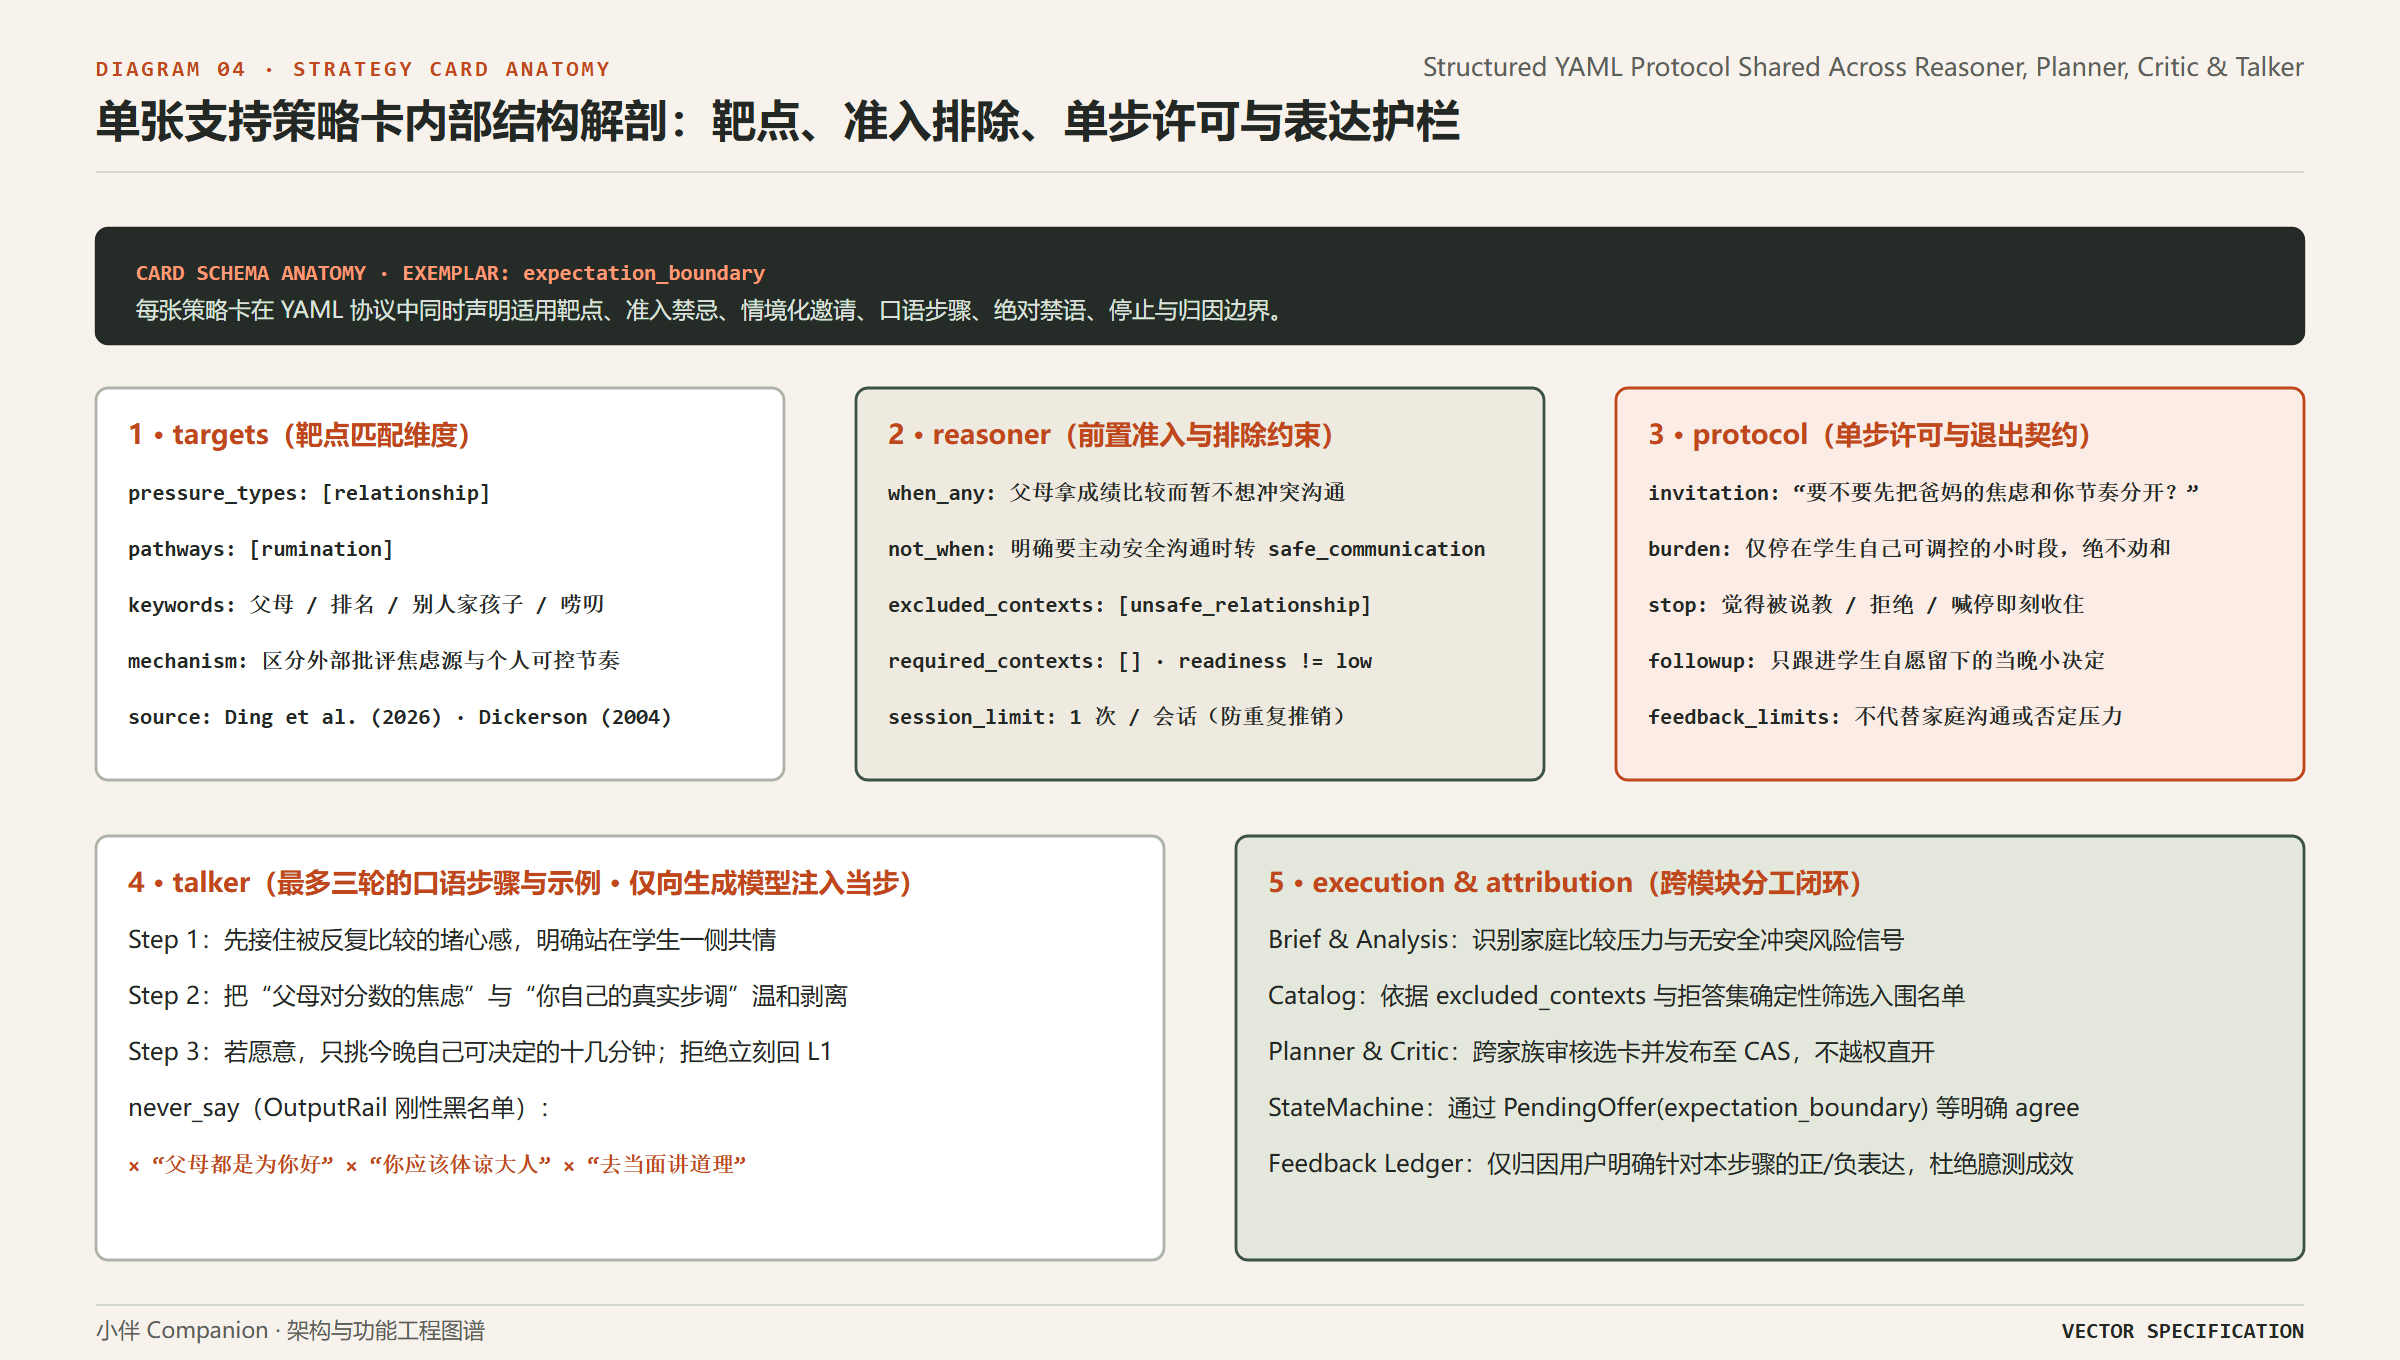 DIAGRAM 04 · STRATEGY CARD ANATOMY
Structured YAML Protocol Shared Across Reasoner, Planner, Critic & Talker
单张支持策略卡内部结构解剖：靶点、准入排除、单步许可与表达护栏
CARD SCHEMA ANATOMY · EXEMPLAR: expectation_boundary
每张策略卡在 YAML 协议中同时声明适用靶点、准入禁忌、情境化邀请、口语步骤、绝对禁语、停止与归因边界。
1 • targets（靶点匹配维度）
pressure_types: [relationship]
pathways: [rumination]
keywords: 父母 / 排名 / 别人家孩子 / 唠叨
mechanism: 区分外部批评焦虑源与个人可控节奏
source: Ding et al. (2026) · Dickerson (2004)
2 • reasoner（前置准入与排除约束）
when_any: 父母拿成绩比较而暂不想冲突沟通
not_when: 明确要主动安全沟通时转 safe_communication
excluded_contexts: [unsafe_relationship]
required_contexts: [] · readiness != low
session_limit: 1 次 / 会话（防重复推销）
3 • protocol（单步许可与退出契约）
invitation: “要不要先把爸妈的焦虑和你节奏分开？”
burden: 仅停在学生自己可调控的小时段，绝不劝和
stop: 觉得被说教 / 拒绝 / 喊停即刻收住
followup: 只跟进学生自愿留下的当晚小决定
feedback_limits: 不代替家庭沟通或否定压力
4 • talker（最多三轮的口语步骤与示例 • 仅向生成模型注入当步）
Step 1：先接住被反复比较的堵心感，明确站在学生一侧共情
Step 2：把“父母对分数的焦虑”与“你自己的真实步调”温和剥离
Step 3：若愿意，只挑今晚自己可决定的十几分钟；拒绝立刻回 L1
never_say（OutputRail 刚性黑名单）:
× “父母都是为你好” × “你应该体谅大人” × “去当面讲道理”
5 • execution & attribution（跨模块分工闭环）
Brief & Analysis：识别家庭比较压力与无安全冲突风险信号
Catalog：依据 excluded_contexts 与拒答集确定性筛选入围名单
Planner & Critic：跨家族审核选卡并发布至 CAS，不越权直开
StateMachine：通过 PendingOffer(expectation_boundary) 等明确 agree
Feedback Ledger：仅归因用户明确针对本步骤的正/负表达，杜绝臆测成效
小伴 Companion · 架构与功能工程图谱
VECTOR SPECIFICATION